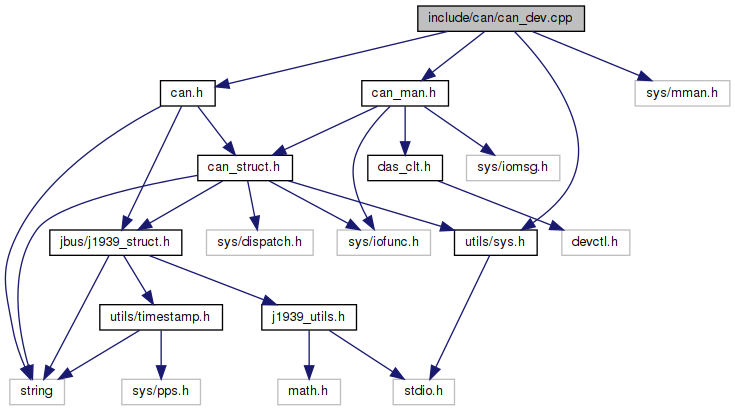 include/can/can_dev.cpp
can.h
can_man.h
sys/mman.h
can_struct.h
das_clt.h
sys/iomsg.h
jbus/j1939_struct.h
sys/dispatch.h
sys/iofunc.h
utils/sys.h
devctl.h
utils/timestamp.h
j1939_utils.h
string
sys/pps.h
math.h
stdio.h